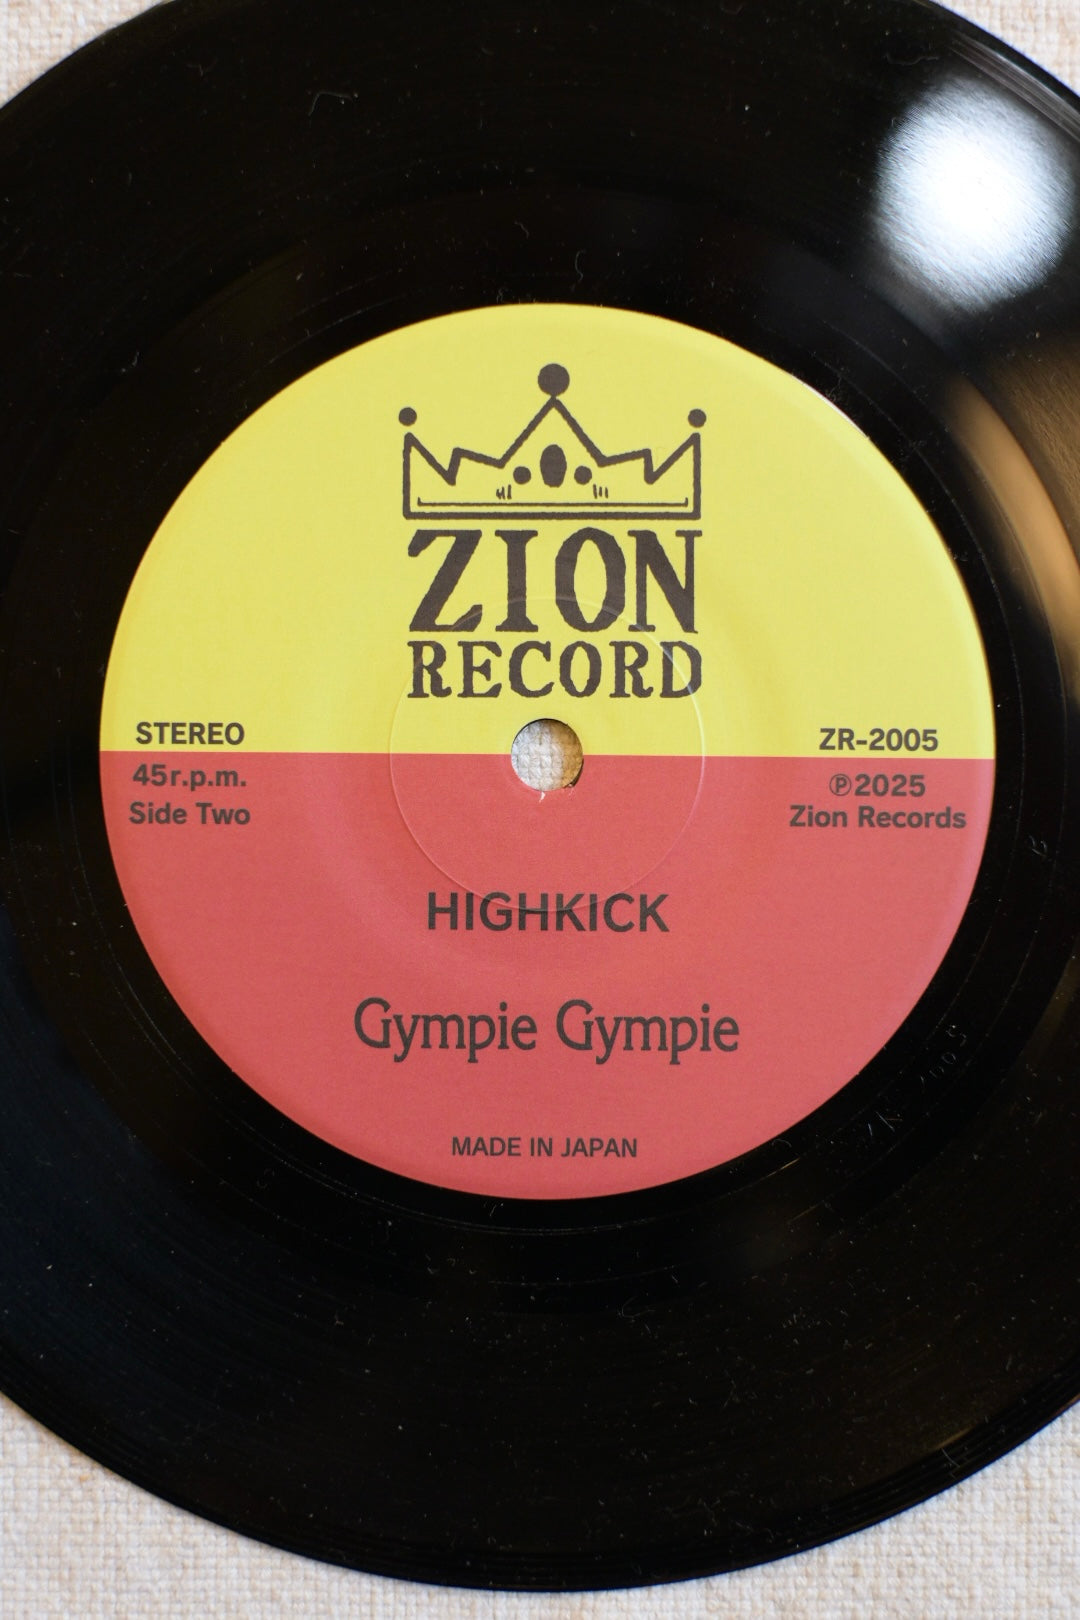 ZION
RECORD
STEREO
ZR-2005
45r.p.m.
℗2025
Side Two
Zion Records
HIGHKICK
Gympie Gympie
MADE IN JAPAN